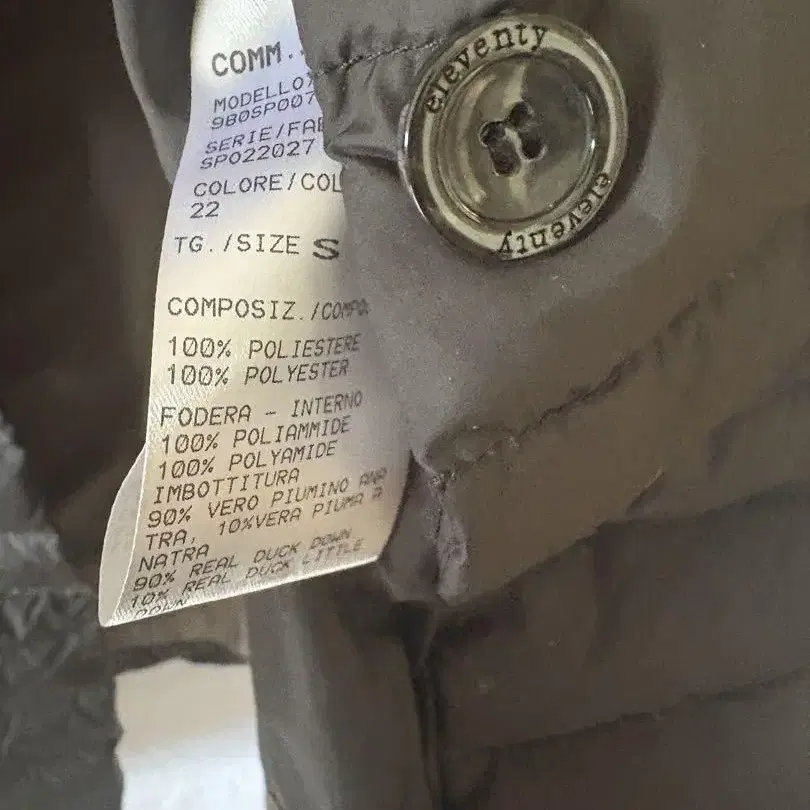 COMM..
MODELLO
980SP007
SERIE/FA
SP022027
COLORE/COL
22
TG./SIZE S
COMPOSIZ./COMPO
100% POLIESTERE
100% POLYESTER
FODERA - INTERNO
100% POLIAMMIDE
100% POLYAMIDE
IMBOTTITURA
90% VERO PIUMINO ANA
TRA, 10%VERA PIUMA A
NATRA
90% REAL DUCK DOWN
10% REAL DUCK LITTLE
DOWN
eleventy
eleventy